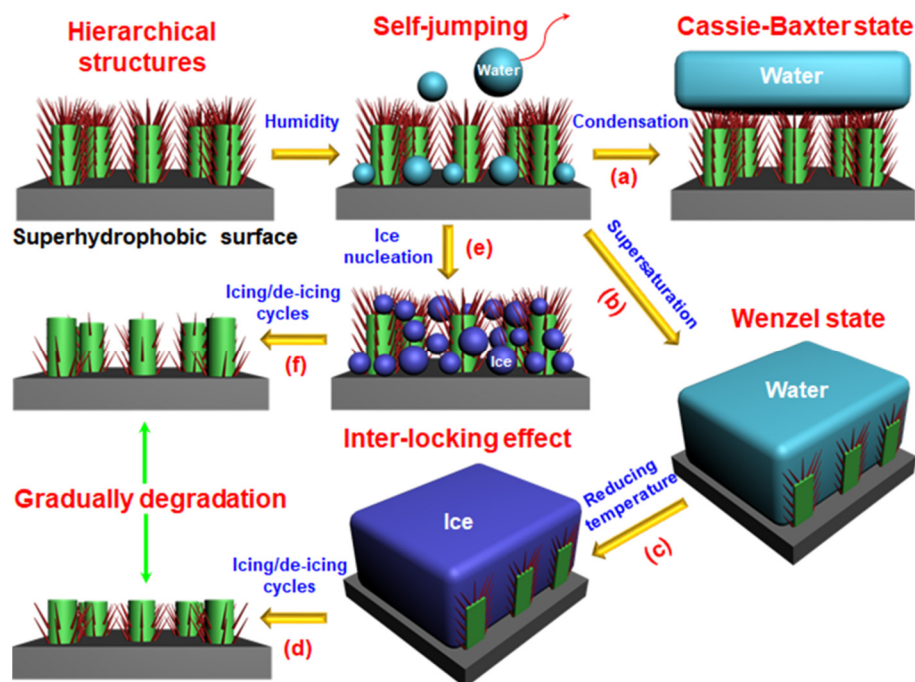 Hierarchical
structures
Self-jumping
Cassie-Baxter state
Water
Water
Humidity
Condensation
(a)
Superhydrophobic surface
Ice
nucleation
(e)
Supersaturation
(b)
Icing/de-icing
cycles
(f)
Ice
Wenzel state
Water
Inter-locking effect
Gradually degradation
Ice
Reducing
temperature
(c)
Icing/de-icing
cycles
(d)